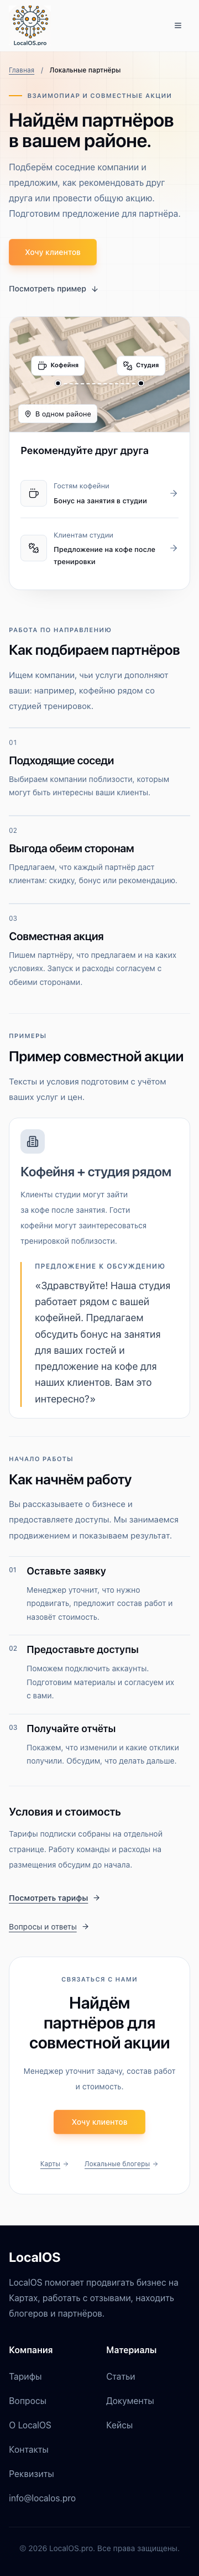 LocalOS.pro
Главная / Локальные партнёры
ВЗАИМОПИАР И СОВМЕСТНЫЕ АКЦИИ
Найдём партнёров
в вашем районе.
Подберём соседние компании и
предложим, как рекомендовать друг
друга или провести общую акцию.
Подготовим предложение для партнёра.
Хочу клиентов
Посмотреть пример
Кофейня
Студия
В одном районе
Рекомендуйте друг друга
Гостям кофейни
Бонус на занятия в студии
Клиентам студии
Предложение на кофе после
тренировки
РАБОТА ПО НАПРАВЛЕНИЮ
Как подбираем партнёров
Ищем компании, чьи услуги дополняют
ваши: например, кофейню рядом со
студией тренировок.
01
Подходящие соседи
Выбираем компании поблизости, которым
могут быть интересны ваши клиенты.
02
Выгода обеим сторонам
Предлагаем, что каждый партнёр даст
клиентам: скидку, бонус или рекомендацию.
03
Совместная акция
Пишем партнёру, что предлагаем и на каких
условиях. Запуск и расходы согласуем с
обеими сторонами.
ПРИМЕРЫ
Пример совместной акции
Тексты и условия подготовим с учётом
ваших услуг и цен.
Кофейня + студия рядом
Клиенты студии могут зайти
за кофе после занятия. Гости
кофейни могут заинтересоваться
тренировкой поблизости.
ПРЕДЛОЖЕНИЕ К ОБСУЖДЕНИЮ
«Здравствуйте! Наша студия
работает рядом с вашей
кофейней. Предлагаем
обсудить бонус на занятия
для ваших гостей и
предложение на кофе для
наших клиентов. Вам это
интересно?»
НАЧАЛО РАБОТЫ
Как начнём работу
Вы рассказываете о бизнесе и
предоставляете доступы. Мы занимаемся
продвижением и показываем результат.
01 Оставьте заявку
Менеджер уточнит, что нужно
продвигать, предложит состав работ и
назовёт стоимость.
02 Предоставьте доступы
Поможем подключить аккаунты.
Подготовим материалы и согласуем их
с вами.
03 Получайте отчёты
Покажем, что изменили и какие отклики
получили. Обсудим, что делать дальше.
Условия и стоимость
Тарифы подписки собраны на отдельной
странице. Работу команды и расходы на
размещения обсудим до начала.
Посмотреть тарифы
Вопросы и ответы
СВЯЗАТЬСЯ С НАМИ
Найдём
партнёров для
совместной акции
Менеджер уточнит задачу, состав работ
и стоимость.
Хочу клиентов
Карты
Локальные блогеры
LocalOS
LocalOS помогает продвигать бизнес на
Картах, работать с отзывами, находить
блогеров и партнёров.
Компания
Материалы
Тарифы
Статьи
Вопросы
Документы
О LocalOS
Кейсы
Контакты
Реквизиты
info@localos.pro
© 2026 LocalOS.pro. Все права защищены.